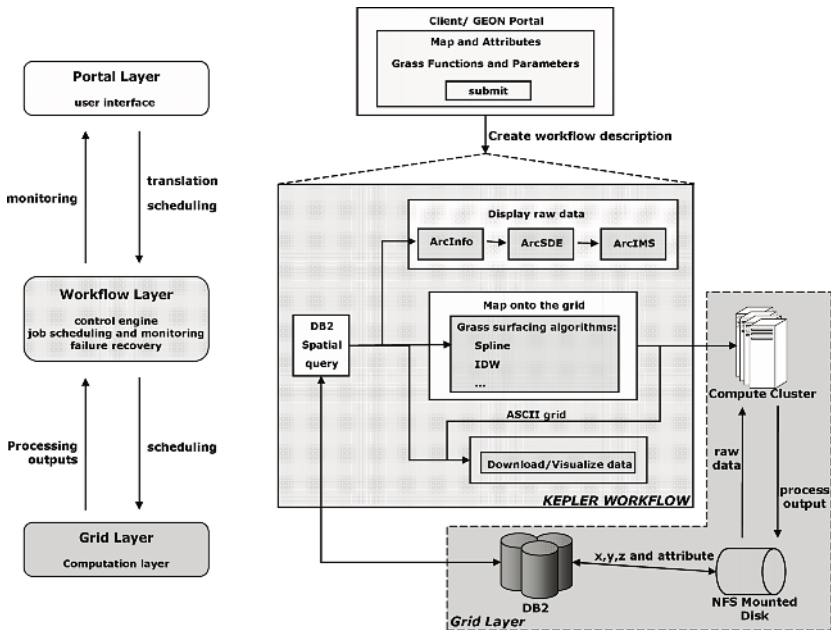 Portal Layer
user interface
monitoring
translation
scheduling
Workflow Layer
control engine
job scheduling and monitoring
failure recovery
Processing
outputs
scheduling
Grid Layer
Computation layer
Client/ GEON Portal
Map and Attributes
Grass Functions and Parameters
submit
Create workflow description
Display raw data
ArcInfo
ArcSDE
ArcIMS
DB2
Spatial
query
Map onto the grid
Grass surfacing algorithms:
Spline
IDW
...
ASCII grid
Download/Visualize data
KEPLER WORKFLOW
Compute Cluster
raw
data
process
output
x,y,z and attribute
DB2
NFS Mounted
Disk
Grid Layer